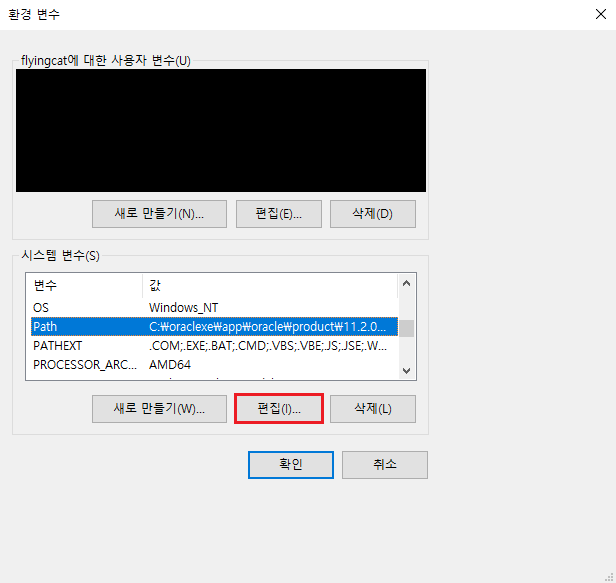 환경 변수
flyingcat에 대한 사용자 변수(U)
새로 만들기(N)... 편집(E)... 삭제(D)
시스템 변수(S)
변수 값
OS Windows_NT
Path C:₩oraclexe₩app₩oracle₩product₩11.2.0...
PATHEXT .COM;.EXE;.BAT;.CMD;.VBS;.VBE;.JS;.JSE;.W...
PROCESSOR_ARC... AMD64
새로 만들기(W)... 편집(I)... 삭제(L)
확인 취소